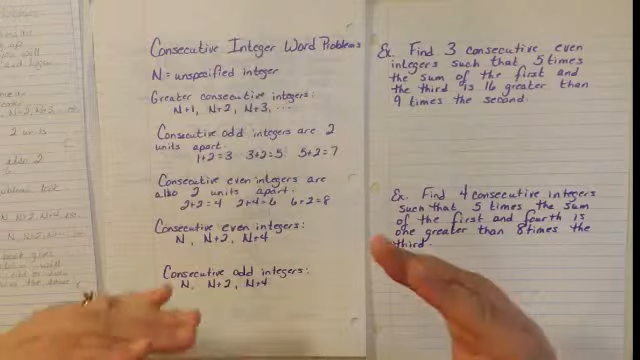 Consecutive Integer Word Problems
N = unspecified integer
Greater consecutive integers:
N+1, N+2, N+3, ....
Consecutive odd integers are 2
units apart.
1+2=3 3+2=5 5+2=7
Consecutive even integers are
also 2 units apart.
2+2=4 2+4=6 6+2=8
Consecutive even integers:
N, N+2, N+4
Consecutive odd integers:
N, N+2, N+4
Ex. Find 3 consecutive even
integers such that 5 times
the sum of the first and
the third is 16 greater than
9 times the second.
Ex. Find 4 consecutive integers
such that 5 times the sum
of the first and fourth is
one greater than 8 times the
third.
2 units
also 2